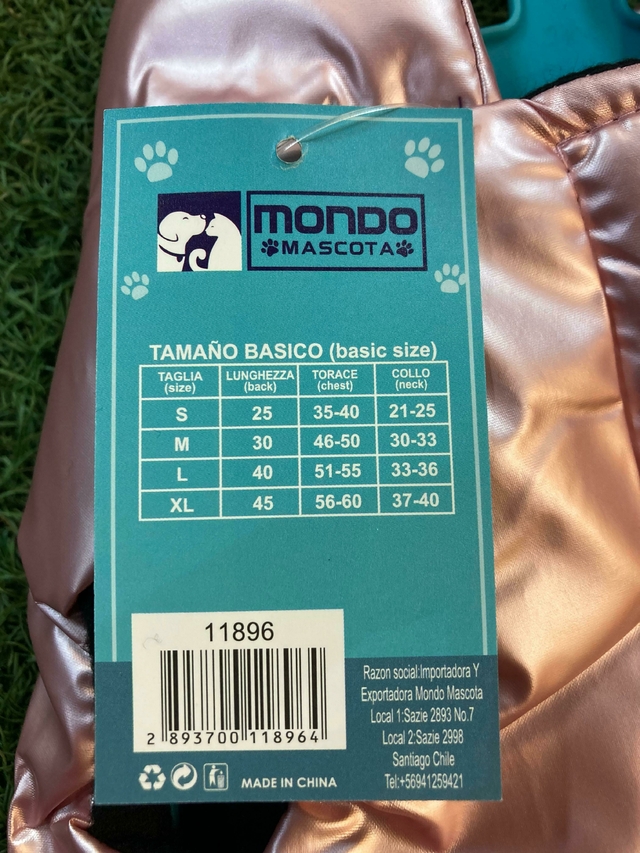 MONDO
MASCOTA
TAMAÑO BASICO (basic size)
TAGLIA LUNGHEZZA TORACE COLLO
(size) (back) (chest) (neck)
S 25 35-40 21-25
M 30 46-50 30-33
L 40 51-55 33-36
XL 45 56-60 37-40
11896
2 893700 118964
Razon social:Importadora Y
Exportadora Mondo Mascota
Local 1:Sazie 2893 No.7
Local 2:Sazie 2998
Santiago Chile
Tel:+56941259421
MADE IN CHINA